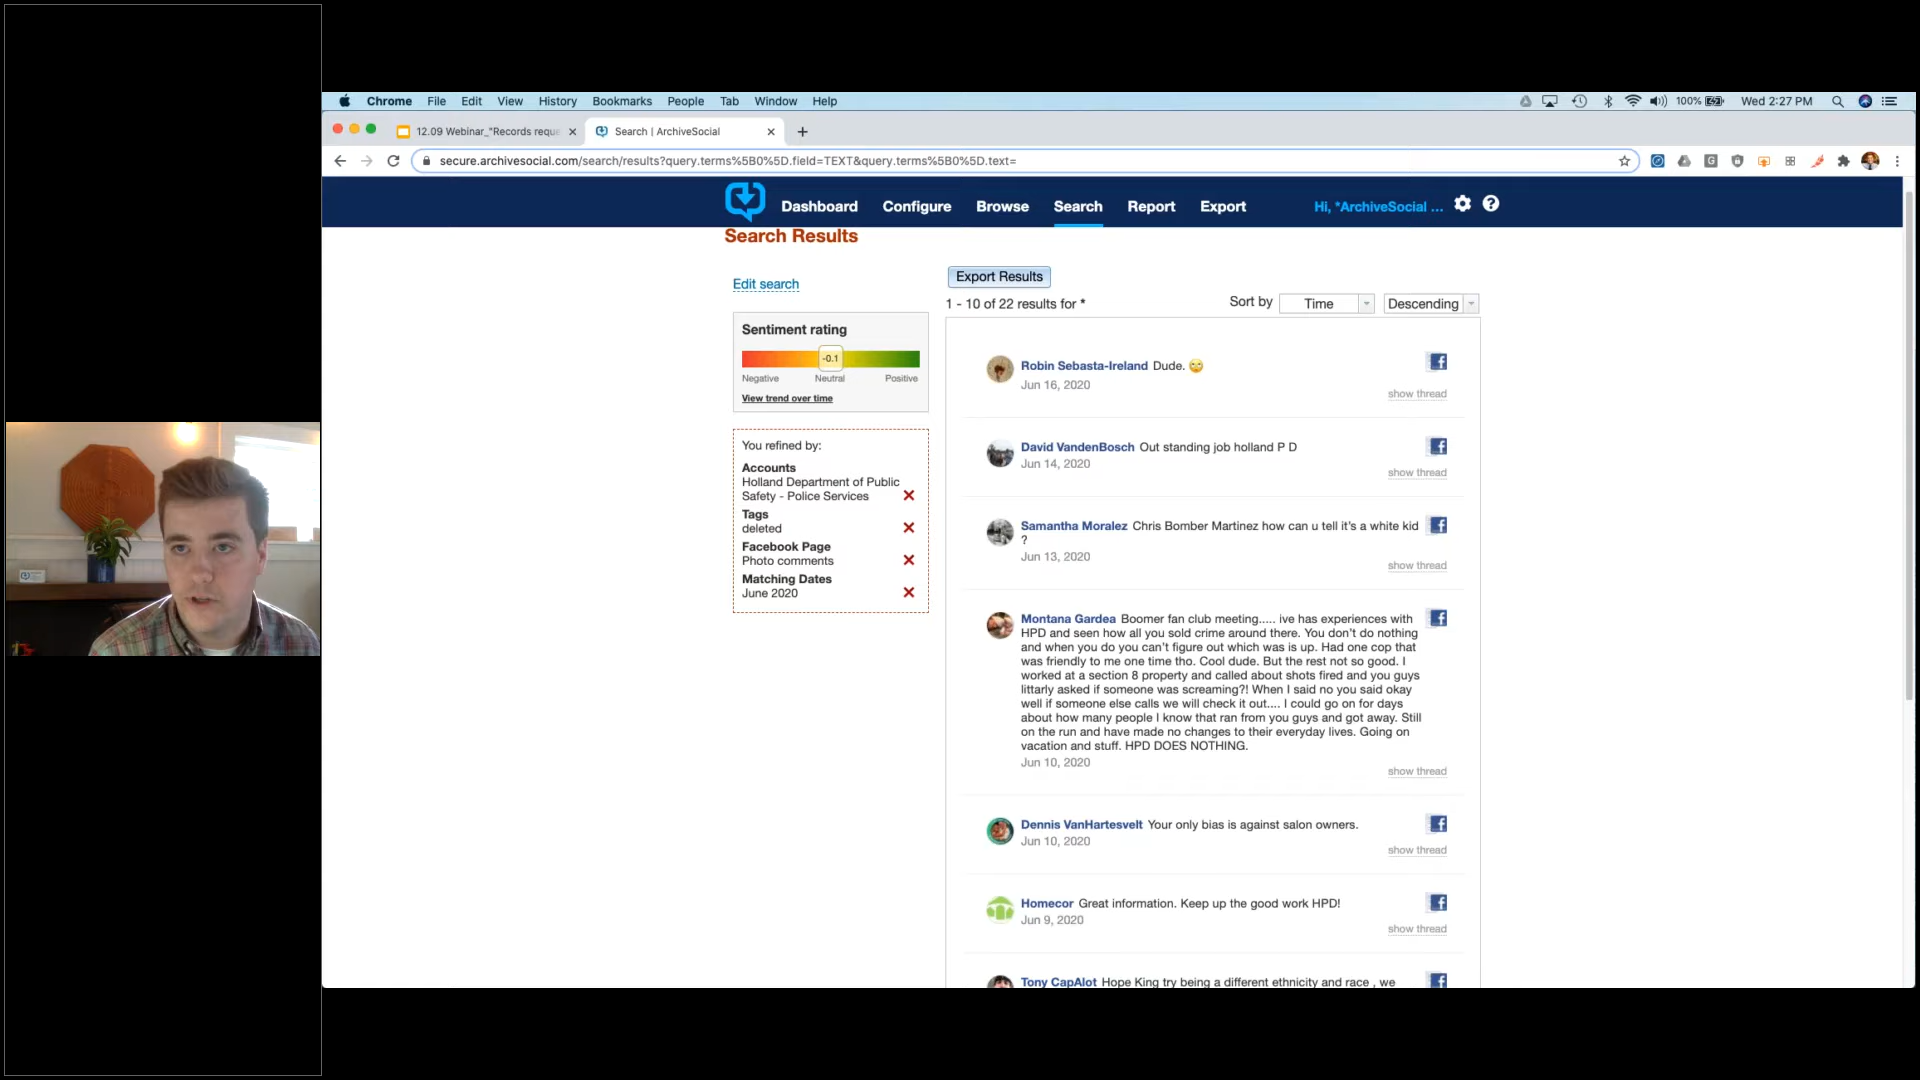 Chrome File Edit View History Bookmarks People Tab Window Help 100% Wed 2:27 PM
12.09 Webinar_"Records reque Search | ArchiveSocial
secure.archivesocial.com/search/results?query.terms%5B0%5D.field=TEXT&query.terms%5B0%5D.text=
Dashboard Configure Browse Search Report Export Hi, *ArchiveSocial ...
Search Results
Edit search
Sentiment rating
-0.1
Negative Neutral Positive
View trend over time
You refined by:
Accounts
Holland Department of Public
Safety - Police Services
Tags
deleted
Facebook Page
Photo comments
Matching Dates
June 2020
Export Results
1 - 10 of 22 results for *
Sort by Time Descending
Robin Sebasta-Ireland Dude. 🙄
Jun 16, 2020
show thread
David VandenBosch Out standing job holland P D
Jun 14, 2020
show thread
Samantha Moralez Chris Bomber Martinez how can u tell it's a white kid
?
Jun 13, 2020
show thread
Montana Gardea Boomer fan club meeting..... ive has experiences with
HPD and seen how all you sold crime around there. You don't do nothing
and when you do you can't figure out which was is up. Had one cop that
was friendly to me one time tho. Cool dude. But the rest not so good. I
worked at a section 8 property and called about shots fired and you guys
littarly asked if someone was screaming?! When I said no you said okay
well if someone else calls we will check it out.... I could go on for days
about how many people I know that ran from you guys and got away. Still
on the run and have made no changes to their everyday lives. Going on
vacation and stuff. HPD DOES NOTHING.
Jun 10, 2020
show thread
Dennis VanHartesvelt Your only bias is against salon owners.
Jun 10, 2020
show thread
Homecor Great information. Keep up the good work HPD!
Jun 9, 2020
show thread
Tony CapAlot Hope King try being a different ethnicity and race , we